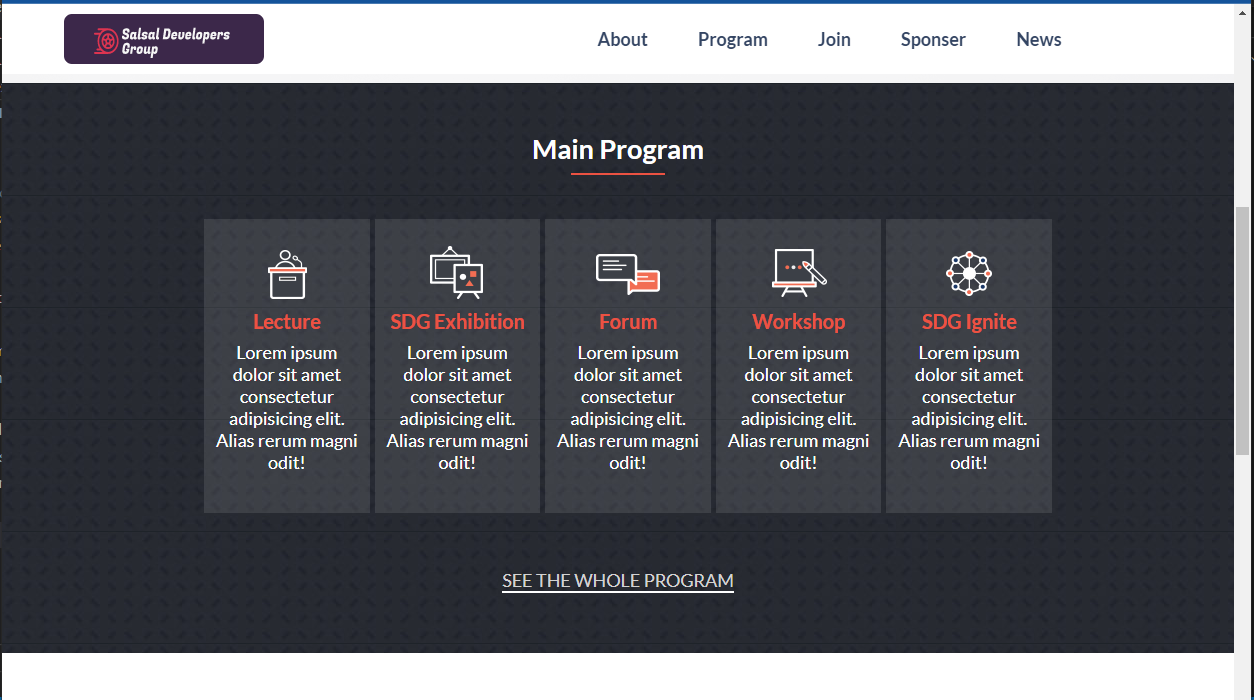 Salsal Developers
Group
About Program Join Sponser News
Main Program
Lecture
Lorem ipsum
dolor sit amet
consectetur
adipisicing elit.
Alias rerum magni
odit!
SDG Exhibition
Lorem ipsum
dolor sit amet
consectetur
adipisicing elit.
Alias rerum magni
odit!
Forum
Lorem ipsum
dolor sit amet
consectetur
adipisicing elit.
Alias rerum magni
odit!
Workshop
Lorem ipsum
dolor sit amet
consectetur
adipisicing elit.
Alias rerum magni
odit!
SDG Ignite
Lorem ipsum
dolor sit amet
consectetur
adipisicing elit.
Alias rerum magni
odit!
SEE THE WHOLE PROGRAM